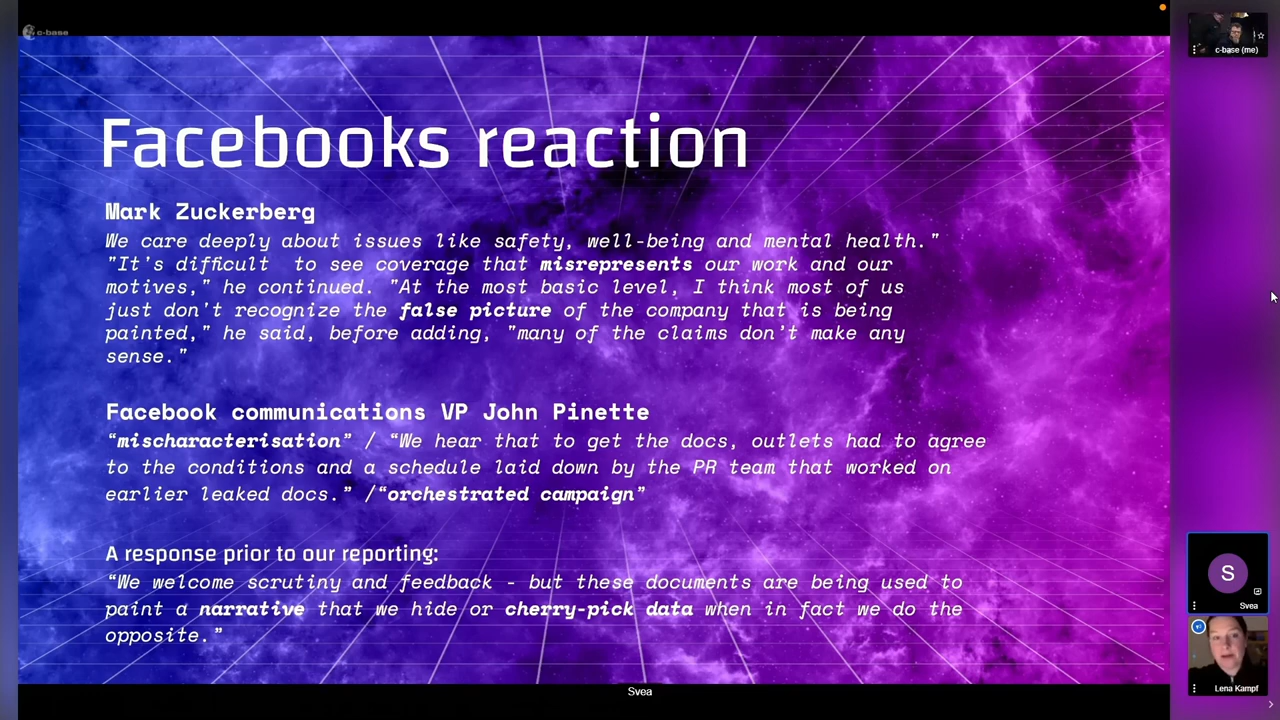 c-base
Facebooks reaction
Mark Zuckerberg
We care deeply about issues like safety, well-being and mental health."
"It's difficult  to see coverage that misrepresents our work and our
motives," he continued. "At the most basic level, I think most of us
just don't recognize the false picture of the company that is being
painted," he said, before adding, "many of the claims don't make any
sense."
Facebook communications VP John Pinette
“mischaracterisation” / “We hear that to get the docs, outlets had to agree
to the conditions and a schedule laid down by the PR team that worked on
earlier leaked docs.” /“orchestrated campaign”
A response prior to our reporting:
“We welcome scrutiny and feedback - but these documents are being used to
paint a narrative that we hide or cherry-pick data when in fact we do the
opposite.”
Svea
c-base (me)
S
Svea
Lena Kampf